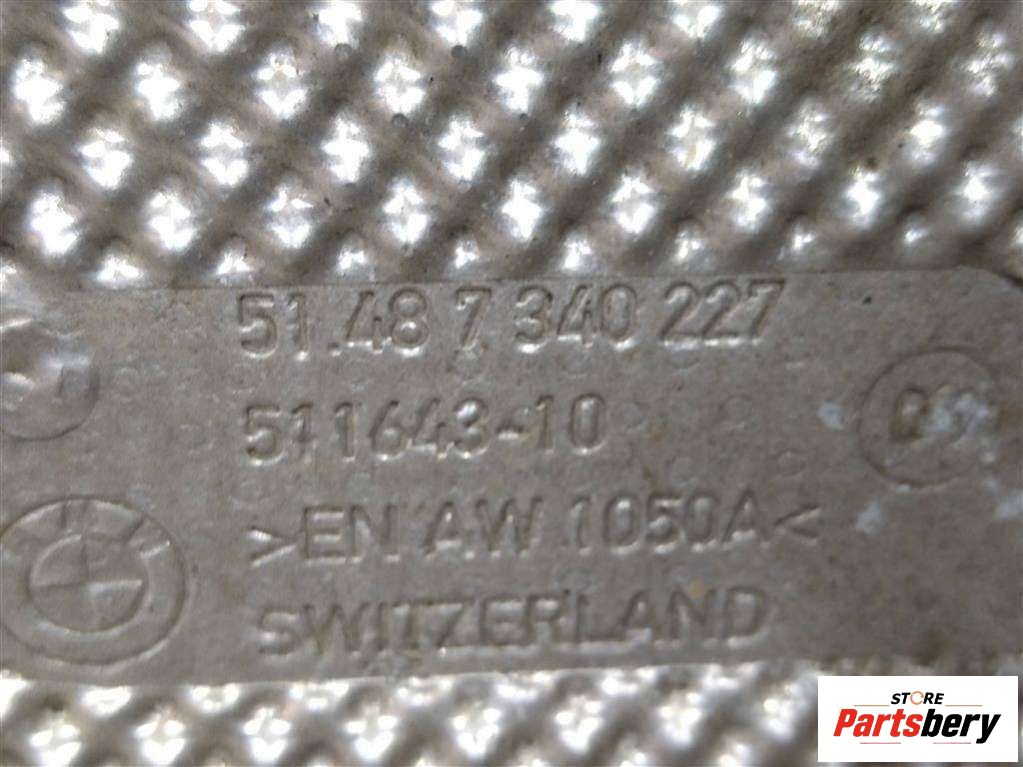 51.48 7 340 227
511643-10
>EN AW 1050A<
SWITZERLAND
STORE
Partsbery